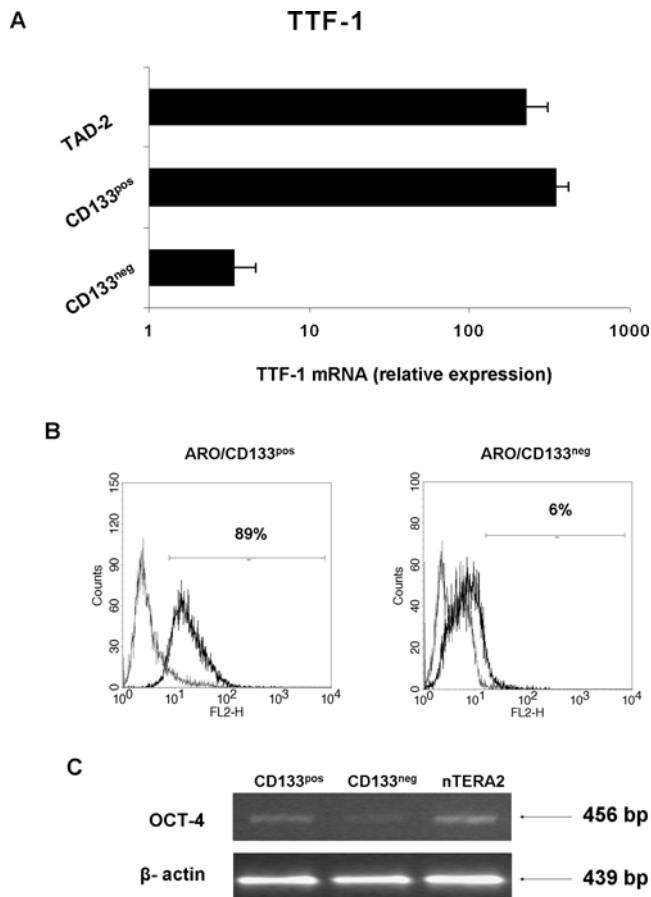 A
TTF-1
TAD-2
CD133pos
CD133neg
1 10 100 1000
TTF-1 mRNA (relative expression)
B
ARO/CD133pos
150
120
90
60
30
0
Counts
89%
10⁰ 10¹ 10² 10³ 10⁴
FL2-H
ARO/CD133neg
100
80
60
40
20
0
Counts
6%
10⁰ 10¹ 10² 10³ 10⁴
FL2-H
C
CD133pos CD133neg nTERA2
OCT-4
456 bp
β- actin
439 bp